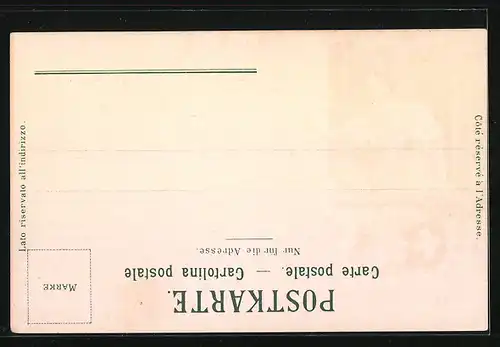 POSTKARTE.
Carte postale. — Cartolina postale
Nur für die Adresse.
MARKE
Côté réservé à l'Adresse.
Lato riservato all'indirizzo.